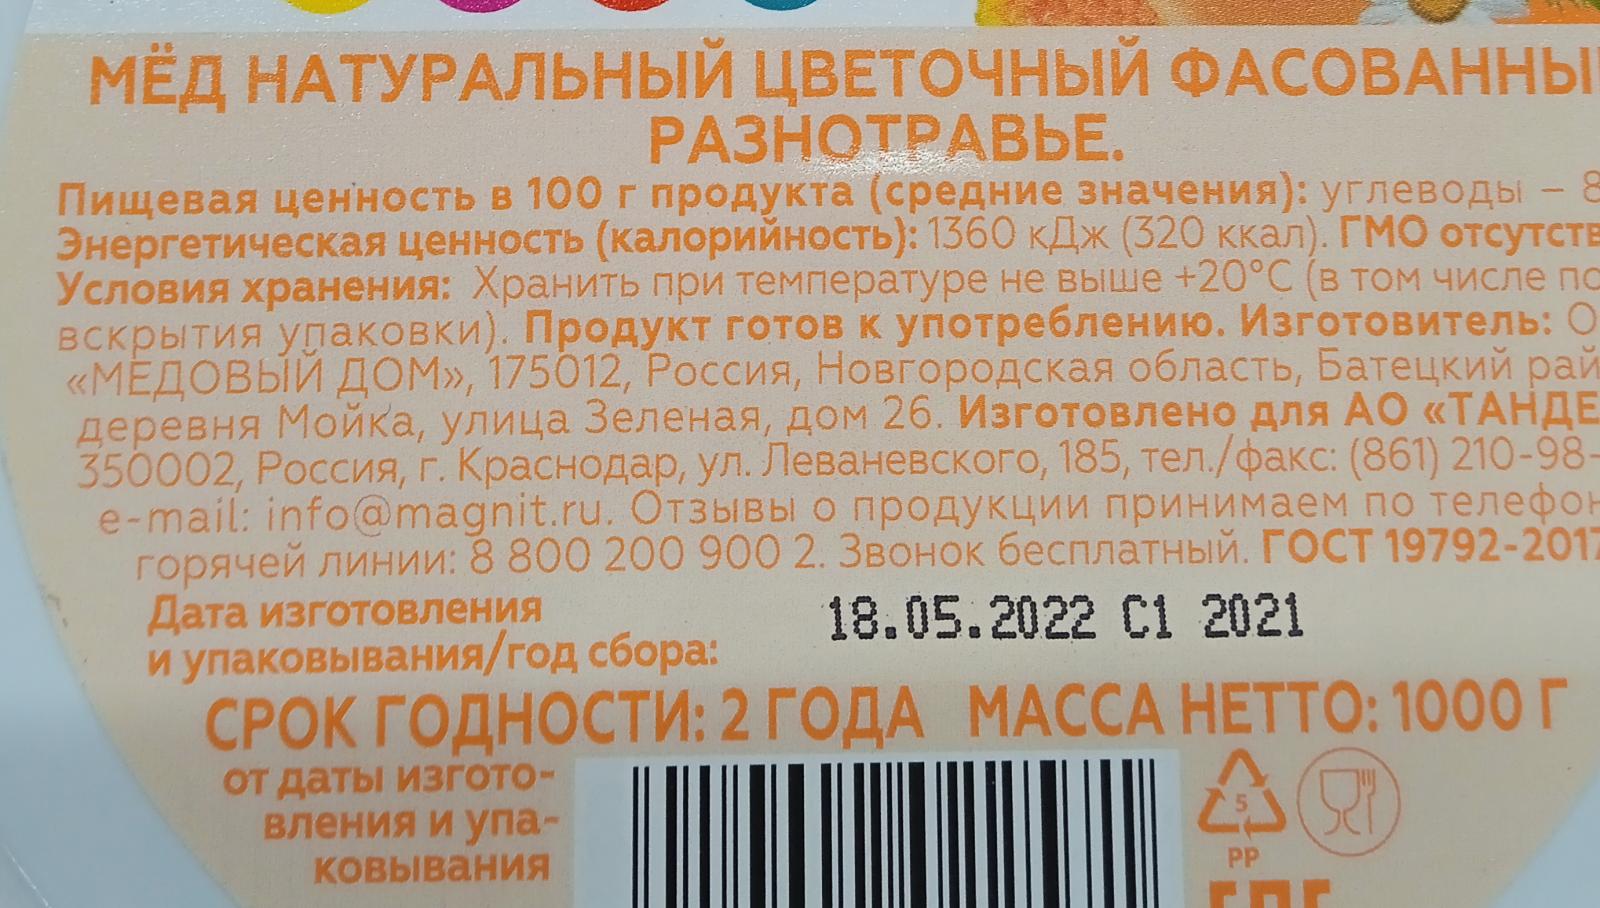 МЁД НАТУРАЛЬНЫЙ ЦВЕТОЧНЫЙ ФАСОВАННЫ
РАЗНОТРАВЬЕ.
Пищевая ценность в 100 г продукта (средние значения): углеводы – 8
Энергетическая ценность (калорийность): 1360 кДж (320 ккал). ГМО отсутств
Условия хранения: Хранить при температуре не выше +20°C (в том числе по
вскрытия упаковки). Продукт готов к употреблению. Изготовитель: О
«МЕДОВЫЙ ДОМ», 175012, Россия, Новгородская область, Батецкий рай
деревня Мойка, улица Зеленая, дом 26. Изготовлено для АО «ТАНДЕ
350002, Россия, г. Краснодар, ул. Леваневского, 185, тел./факс: (861) 210-98-
e-mail: info@magnit.ru. Отзывы о продукции принимаем по телефон
горячей линии: 8 800 200 900 2. Звонок бесплатный. ГОСТ 19792-2017
Дата изготовления
и упаковывания/год сбора:
18.05.2022 С1 2021
СРОК ГОДНОСТИ: 2 ГОДА МАССА НЕТТО: 1000 Г
от даты изгото-
вления и упа-
ковывания
5
PP